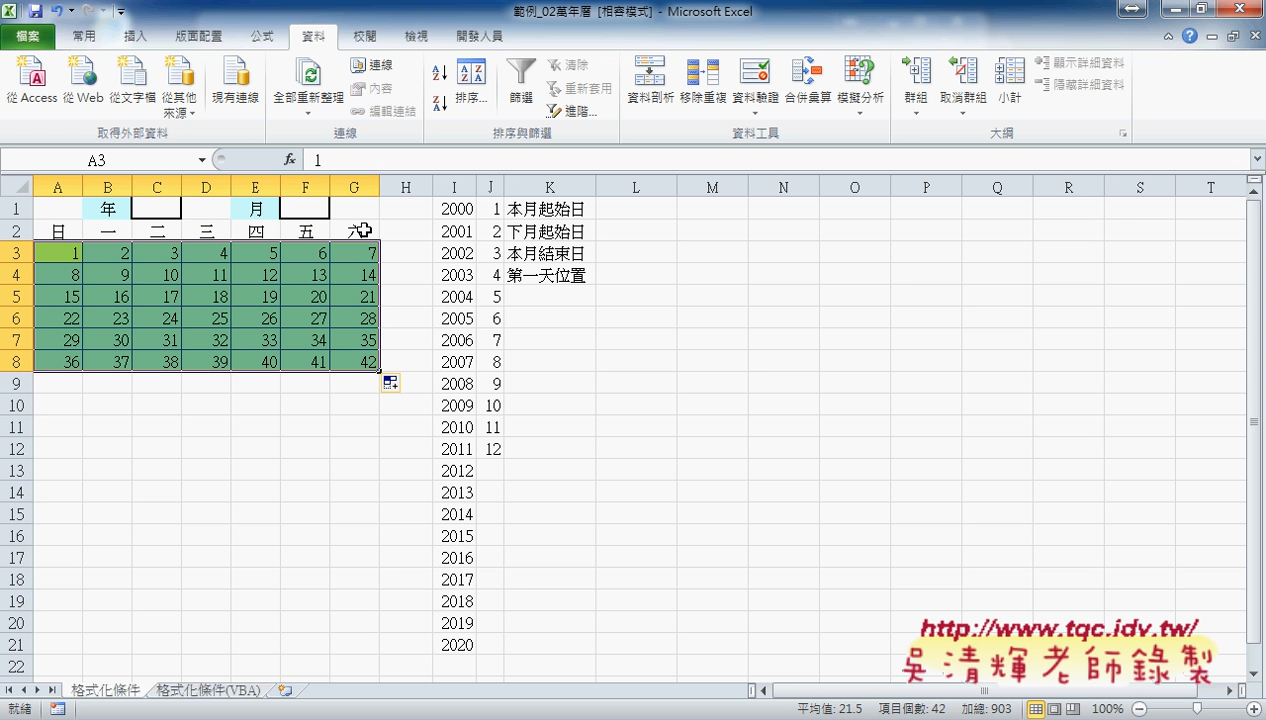 範例_02萬年曆 [相容模式] - Microsoft Excel
檔案 常用 插入 版面配置 公式 資料 校閱 檢視 開發人員
從 Access 從 Web 從文字檔 從其他來源 現有連線 全部重新整理 連線 內容 編輯連結 排序... 篩選 清除 重新套用 進階... 資料剖析 移除重複 資料驗證 合併彙算 模擬分析 群組 取消群組 小計 顯示詳細資料 隱藏詳細資料
取得外部資料 連線 排序與篩選 資料工具 大綱
A3 fx 1
A B C D E F G H I J K L M N O P Q R S T
1 年 月 2000 1 本月起始日
2 日 一 二 三 四 五 六 2001 2 下月起始日
3 1 2 3 4 5 6 7 2002 3 本月結束日
4 8 9 10 11 12 13 14 2003 4 第一天位置
5 15 16 17 18 19 20 21 2004 5
6 22 23 24 25 26 27 28 2005 6
7 29 30 31 32 33 34 35 2006 7
8 36 37 38 39 40 41 42 2007 8
9 2008 9
10 2009 10
11 2010 11
12 2011 12
13 2012
14 2013
15 2014
16 2015
17 2016
18 2017
19 2018
20 2019
21 2020
22
http://www.tqc.idv.tw/
吳清輝老師錄製
格式化條件 格式化條件(VBA)
就緒 平均值: 21.5 項目個數: 42 加總: 903 100%